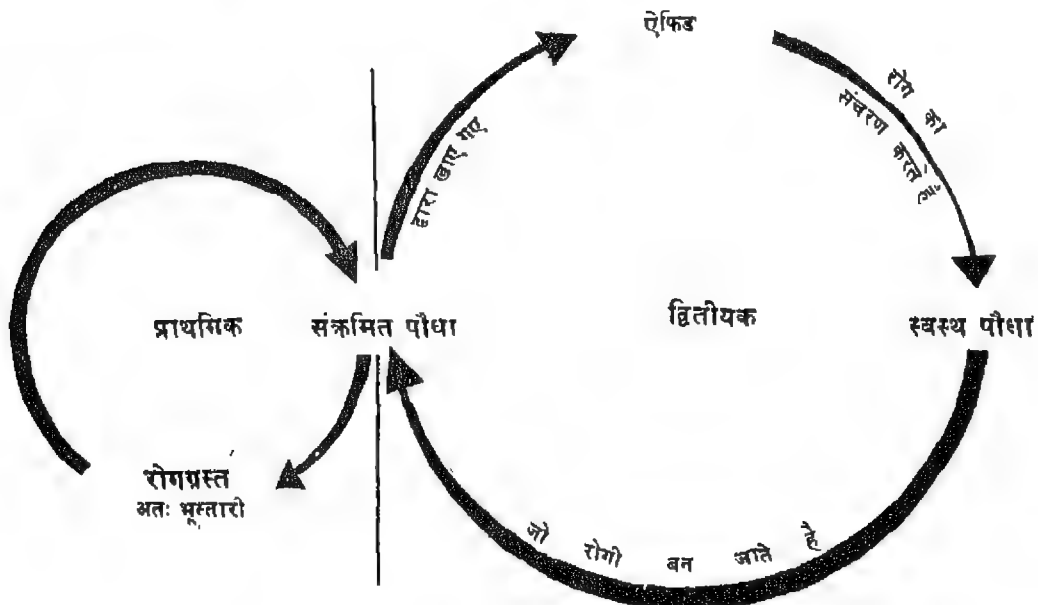 ऐफिड
रोग का
संचरण करते हैं
द्वारा खाए गए
प्राथमिक
संक्रमित पौधा
द्वितीयक
स्वस्थ पौधा
रोगग्रस्त
अतः भूस्तारी
जो रोगी बन जाते है